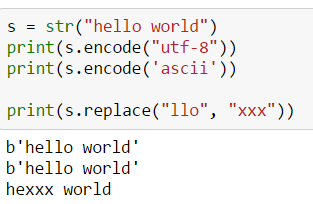 s = str("hello world")
print(s.encode("utf-8"))
print(s.encode('ascii'))
print(s.replace("llo", "xxx"))
b'hello world'
b'hello world'
hexxx world